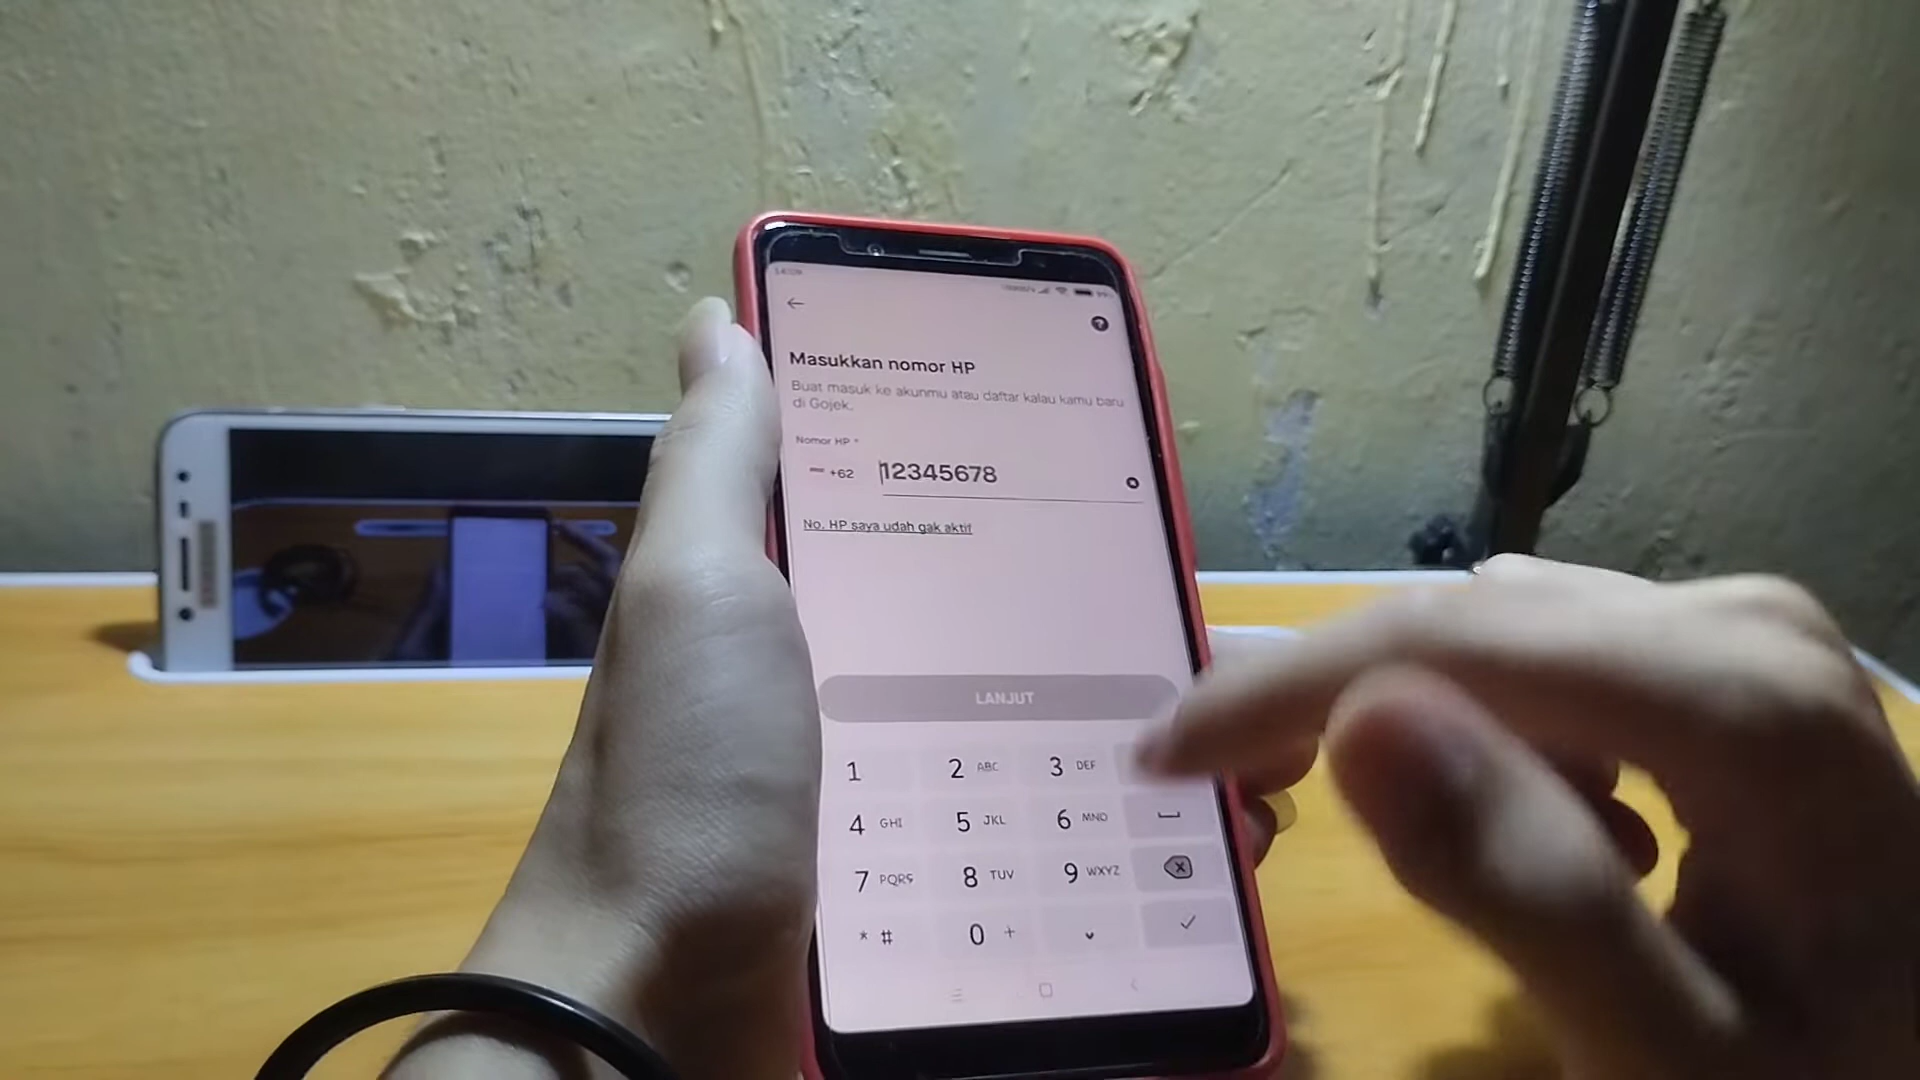 Masukkan nomor HP
Buat masuk ke akunmu atau daftar kalau kamu baru
di Gojek.
Nomor HP *
+62 12345678
No. HP saya udah gak aktif
LANJUT
1 2 ABC 3 DEF
4 GHI 5 JKL 6 MNO
7 PQRS 8 TUV 9 WXYZ
* # 0 +